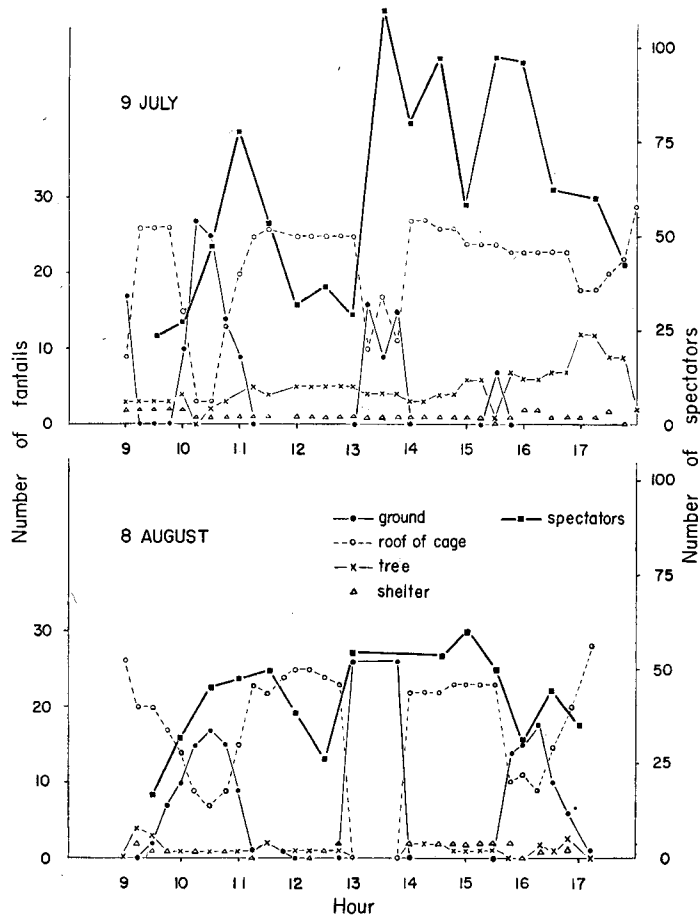 100
75
50
25
0
30
20
10
0
9 JULY
9 10 11 12 13 14 15 16 17
Number of fantails
Number of spectators
100
75
50
25
0
30
20
10
0
8 AUGUST
ground
roof of cage
tree
shelter
spectators
9 10 11 12 13 14 15 16 17
Hour